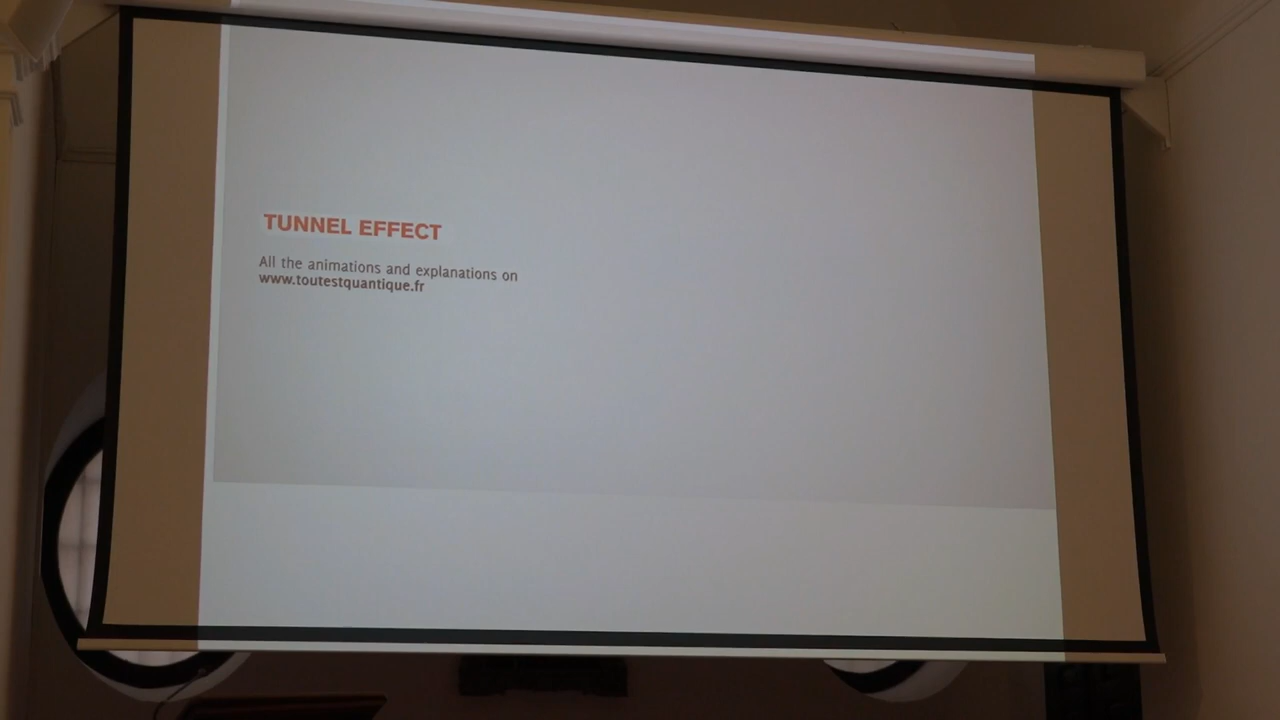 TUNNEL EFFECT
All the animations and explanations on
www.toutestquantique.fr